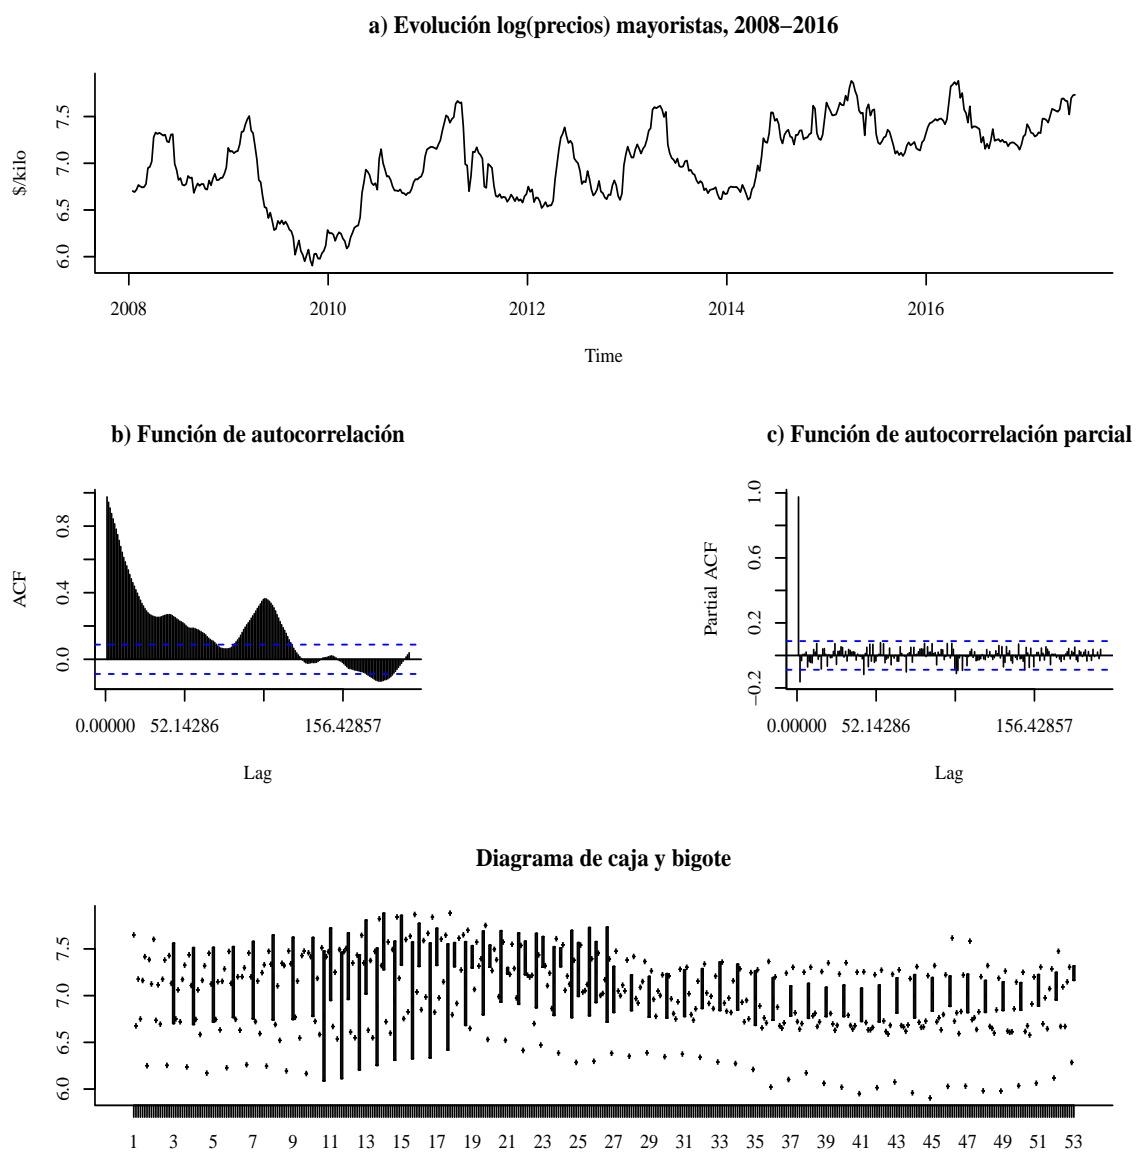 a) Evolución log(precios) mayoristas, 2008−2016
$/kilo
7.5
7.0
6.5
6.0
2008 2010 2012 2014 2016
Time
b) Función de autocorrelación
ACF
0.8
0.4
0.0
0.00000 52.14286 156.42857
Lag
c) Función de autocorrelación parcial
Partial ACF
1.0
0.6
0.2
−0.2
0.00000 52.14286 156.42857
Lag
Diagrama de caja y bigote
7.5
7.0
6.5
6.0
1 3 5 7 9 11 13 15 17 19 21 23 25 27 29 31 33 35 37 39 41 43 45 47 49 51 53